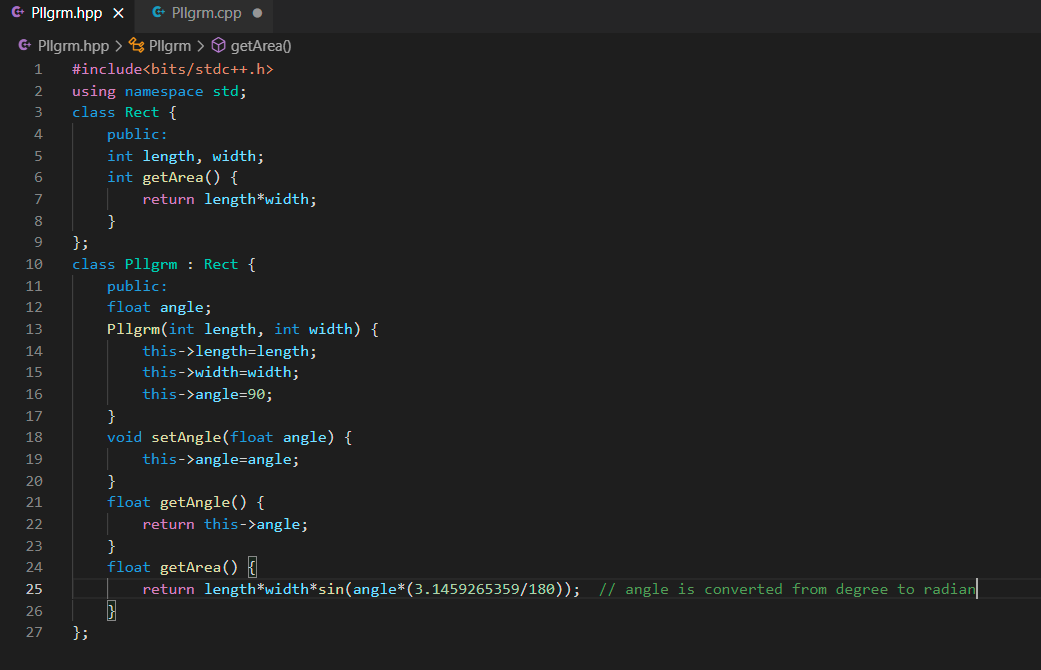 Pllgrm.hpp Pllgrm.cpp
Pllgrm.hpp > Pllgrm > getArea()
1 #include<bits/stdc++.h>
2 using namespace std;
3 class Rect {
4     public:
5     int length, width;
6     int getArea() {
7         return length*width;
8     }
9 };
10 class Pllgrm : Rect {
11     public:
12     float angle;
13     Pllgrm(int length, int width) {
14         this->length=length;
15         this->width=width;
16         this->angle=90;
17     }
18     void setAngle(float angle) {
19         this->angle=angle;
20     }
21     float getAngle() {
22         return this->angle;
23     }
24     float getArea() {
25         return length*width*sin(angle*(3.1459265359/180));  // angle is converted from degree to radian
26     }
27 };